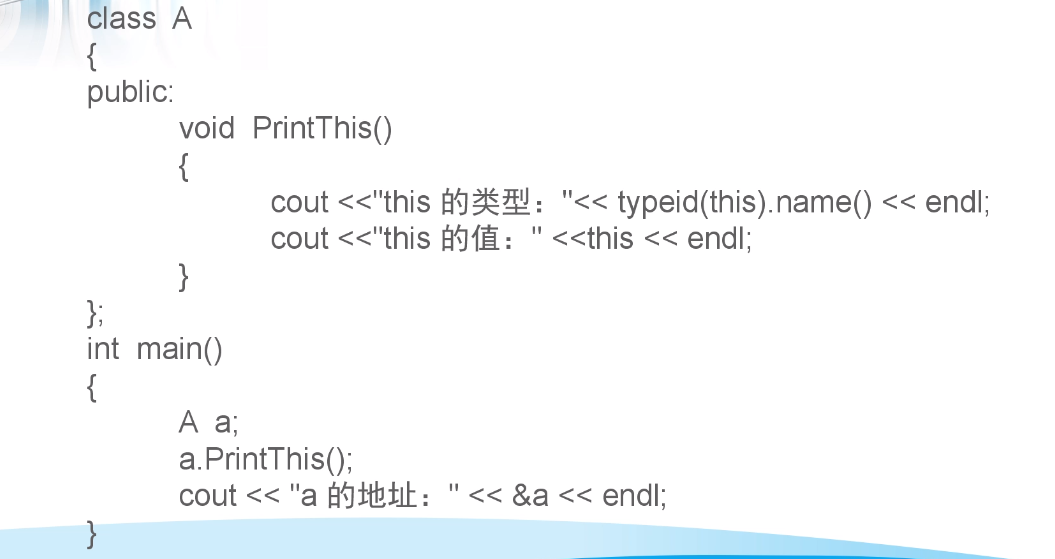 class A
{
public:
void PrintThis()
{
cout <<"this 的类型："<< typeid(this).name() << endl;
cout <<"this 的值：" <<this << endl;
}
};
int main()
{
A a;
a.PrintThis();
cout << "a 的地址：" << &a << endl;
}